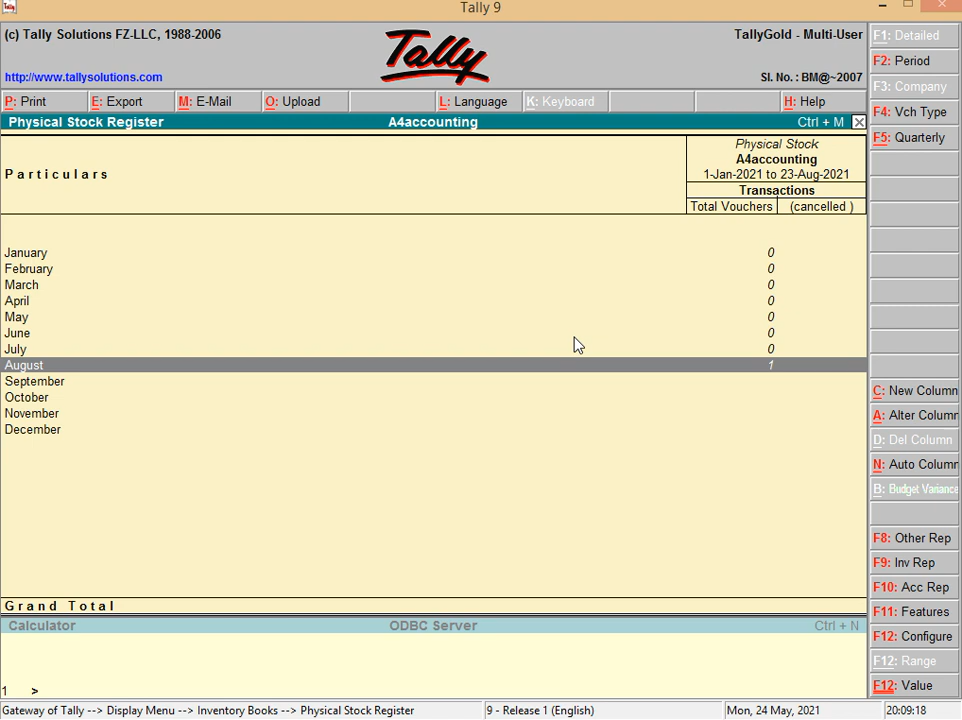 Tally 9
(c) Tally Solutions FZ-LLC, 1988-2006
http://www.tallysolutions.com
Tally
TallyGold - Multi-User
Sl. No. : BM@~2007
P: Print
E: Export
M: E-Mail
O: Upload
L: Language
K: Keyboard
H: Help
Physical Stock Register
A4accounting
Ctrl + M
Particulars
Physical Stock
A4accounting
1-Jan-2021 to 23-Aug-2021
Transactions
Total Vouchers (cancelled )
January 0
February 0
March 0
April 0
May 0
June 0
July 0
August 1
September
October
November
December
Grand Total
Calculator
ODBC Server
Ctrl + N
1 >
F1: Detailed
F2: Period
F3: Company
F4: Vch Type
F5: Quarterly
C: New Column
A: Alter Column
D: Del Column
N: Auto Column
B: Budget Variance
F8: Other Rep
F9: Inv Rep
F10: Acc Rep
F11: Features
F12: Configure
F12: Range
F12: Value
Gateway of Tally --> Display Menu --> Inventory Books --> Physical Stock Register
9 - Release 1 (English)
Mon, 24 May, 2021
20:09:18